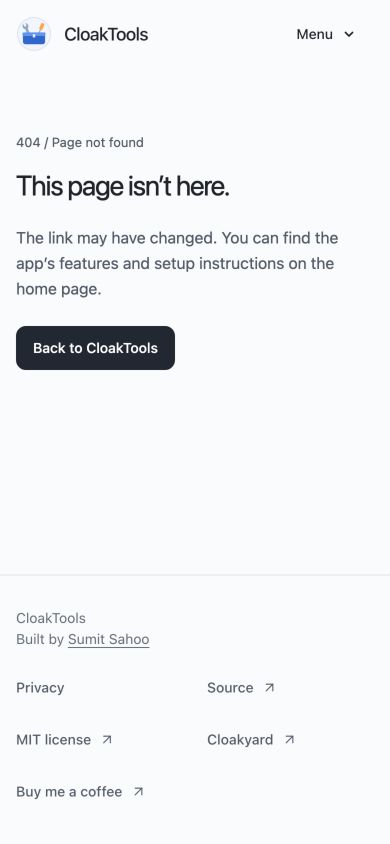 CloakTools
Menu
404 / Page not found
This page isn’t here.
The link may have changed. You can find the
app’s features and setup instructions on the
home page.
Back to CloakTools
CloakTools
Built by Sumit Sahoo
Privacy
Source
MIT license
Cloakyard
Buy me a coffee